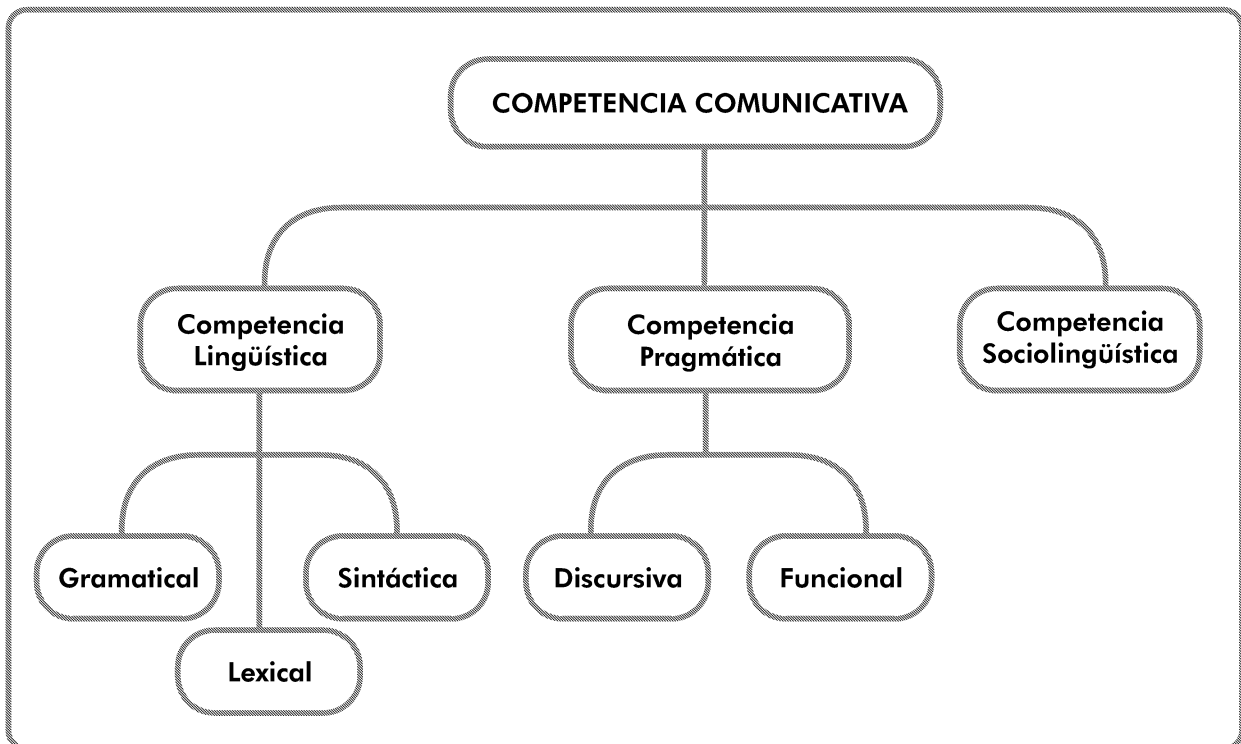 COMPETENCIA COMUNICATIVA
Competencia
Lingüística
Competencia
Pragmática
Competencia
Sociolingüística
Gramatical
Sintáctica
Discursiva
Funcional
Lexical